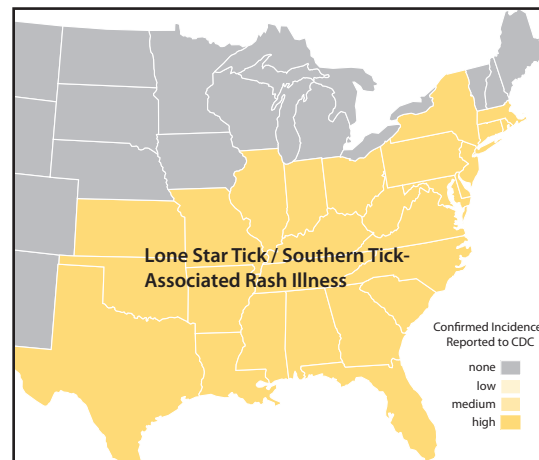 Lone Star Tick / Southern Tick-
Associated Rash Illness
Confirmed Incidence
Reported to CDC
none
low
medium
high